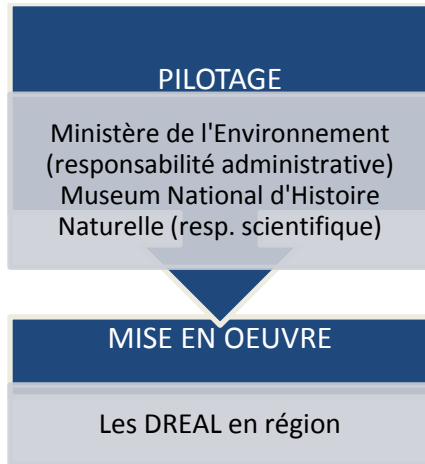 PILOTAGE
Ministère de l'Environnement
(responsabilité administrative)
Museum National d'Histoire
Naturelle (resp. scientifique)
MISE EN OEUVRE
Les DREAL en région